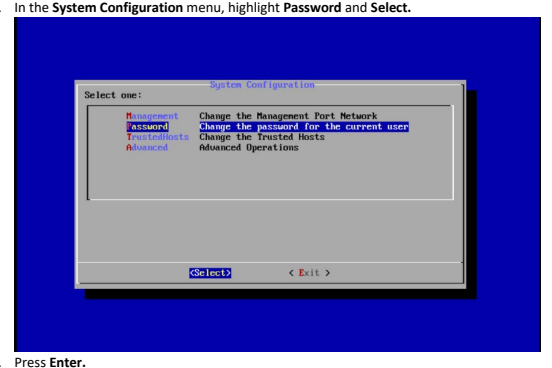 . In the System Configuration menu, highlight Password and Select.
System Configuration
Select one:
Management Change the Management Port Network
Password Change the password for the current user
TrustedHosts Change the Trusted Hosts
Advanced Advanced Operations
<Select> < Exit >
. Press Enter.